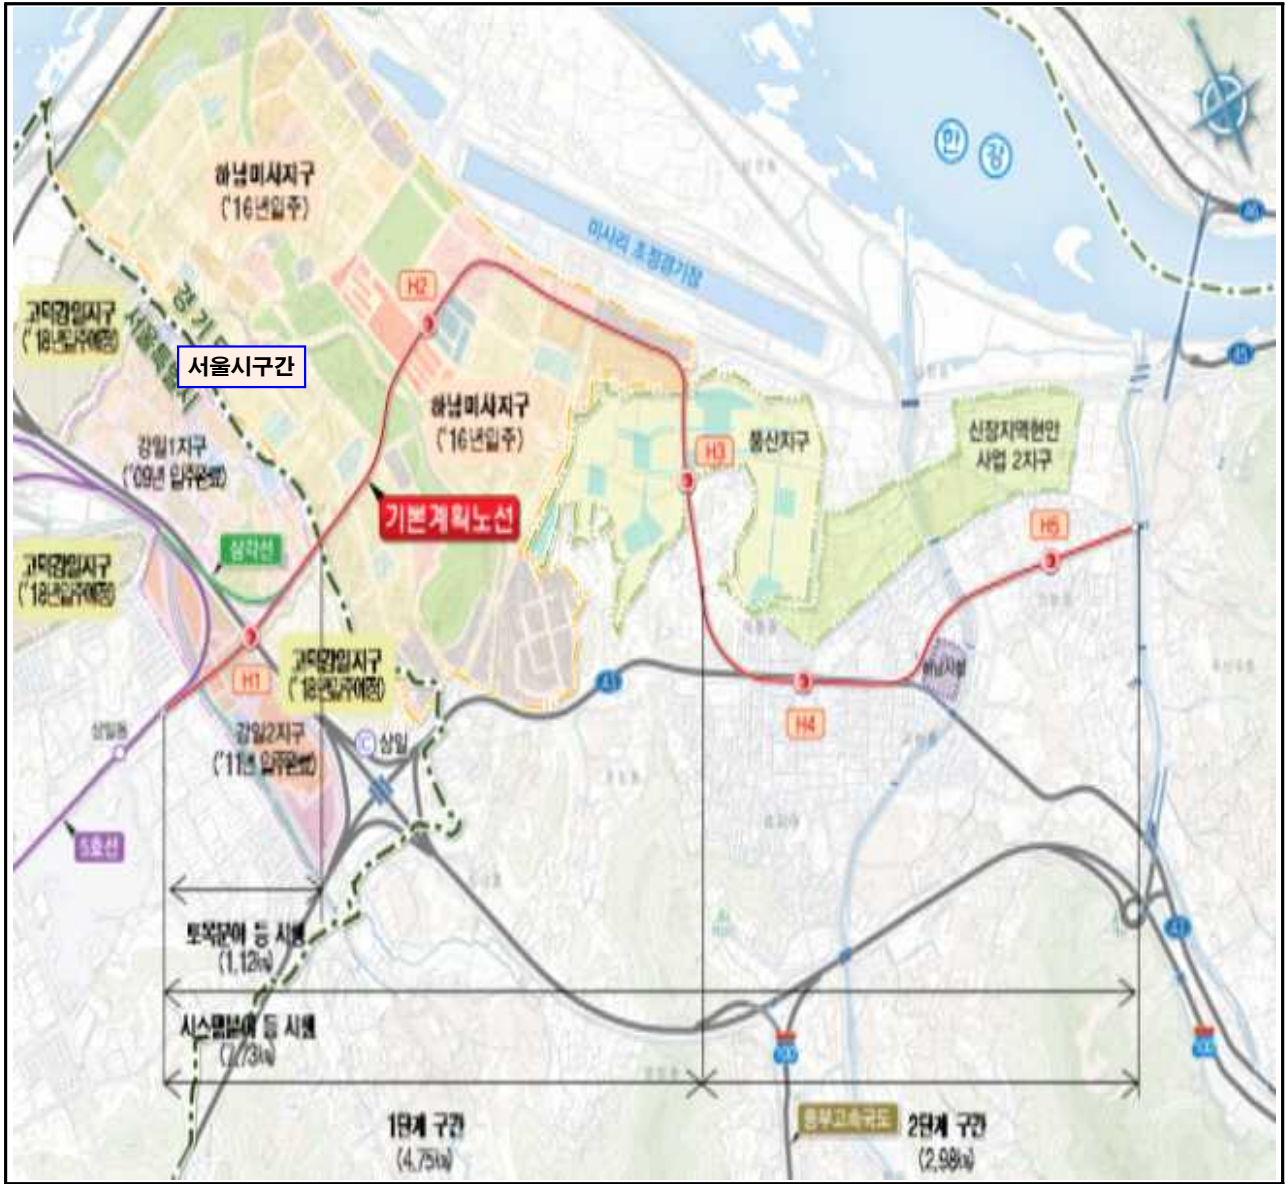 한 강
46
하남미사지구
('16년입주)
미사리 조정경기장
H2
45
고덕강일지구
('18년입주예정)
경기도
서울특별시
서울시구간
하남미사지구
('16년입주)
강일1지구
('09년 입주완료)
H3
풍산지구
신장지역현안
사업 2지구
기본계획노선
H5
삼각선
고덕강일지구
('18년입주예정)
고덕강일지구
('18년입주예정)
H1
43
하남시청
H4
상일동
강일2지구
('11년 입주완료)
상일
5호선
토목분야 등 시행
(1.12㎞)
43
시스템분야 등 시행
(7.73㎞)
1단계 구간
(4.75㎞)
중부고속국도
2단계 구간
(2.98㎞)